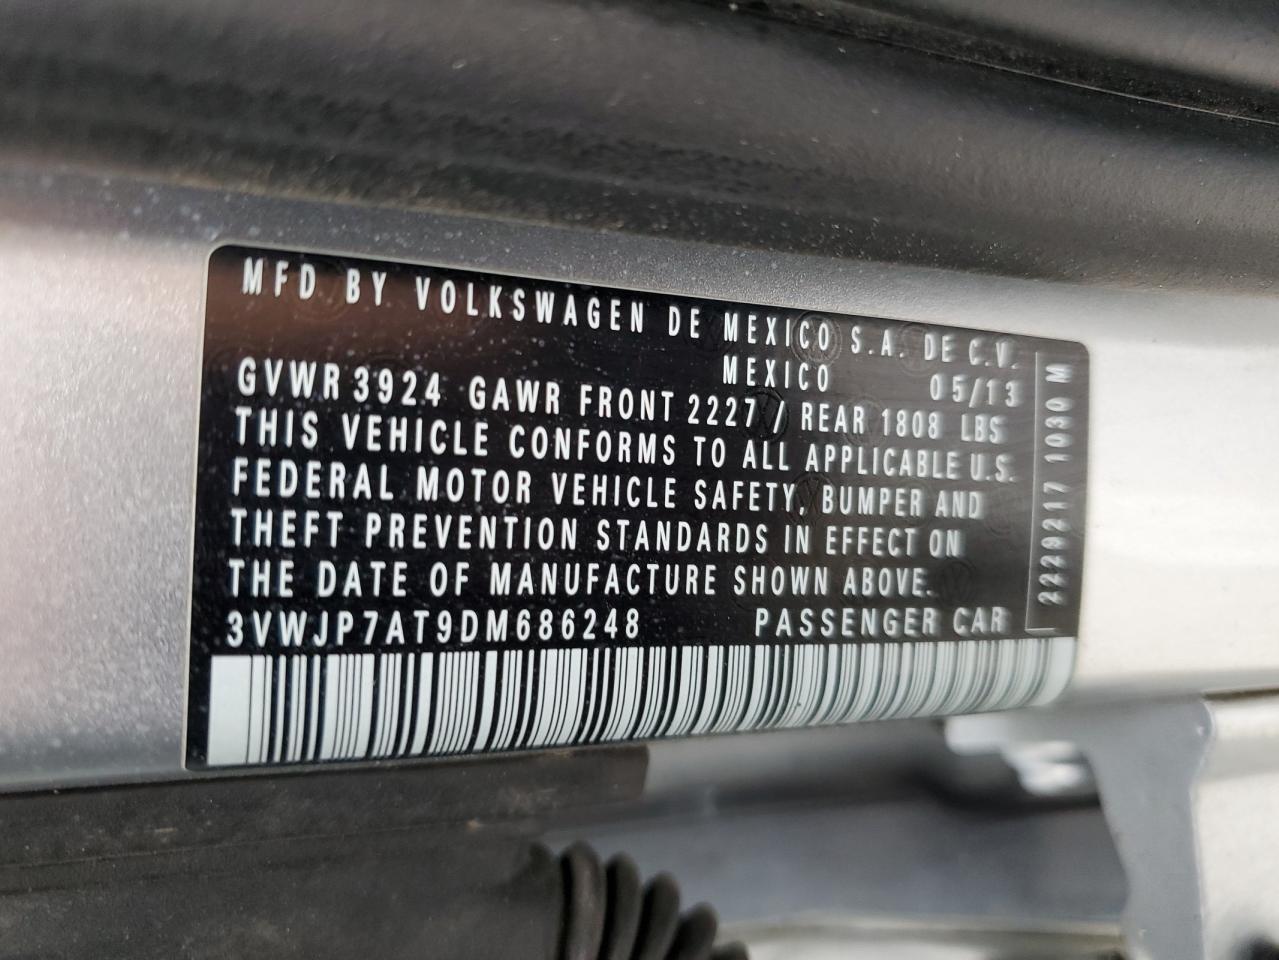 MFD BY VOLKSWAGEN DE MEXICO S.A. DE C.V.
MEXICO 05/13
GVWR 3924 GAWR FRONT 2227 / REAR 1808 LBS
THIS VEHICLE CONFORMS TO ALL APPLICABLE U.S.
FEDERAL MOTOR VEHICLE SAFETY, BUMPER AND
THEFT PREVENTION STANDARDS IN EFFECT ON
THE DATE OF MANUFACTURE SHOWN ABOVE.
3VWJP7AT9DM686248 PASSENGER CAR
2229217 1030 M